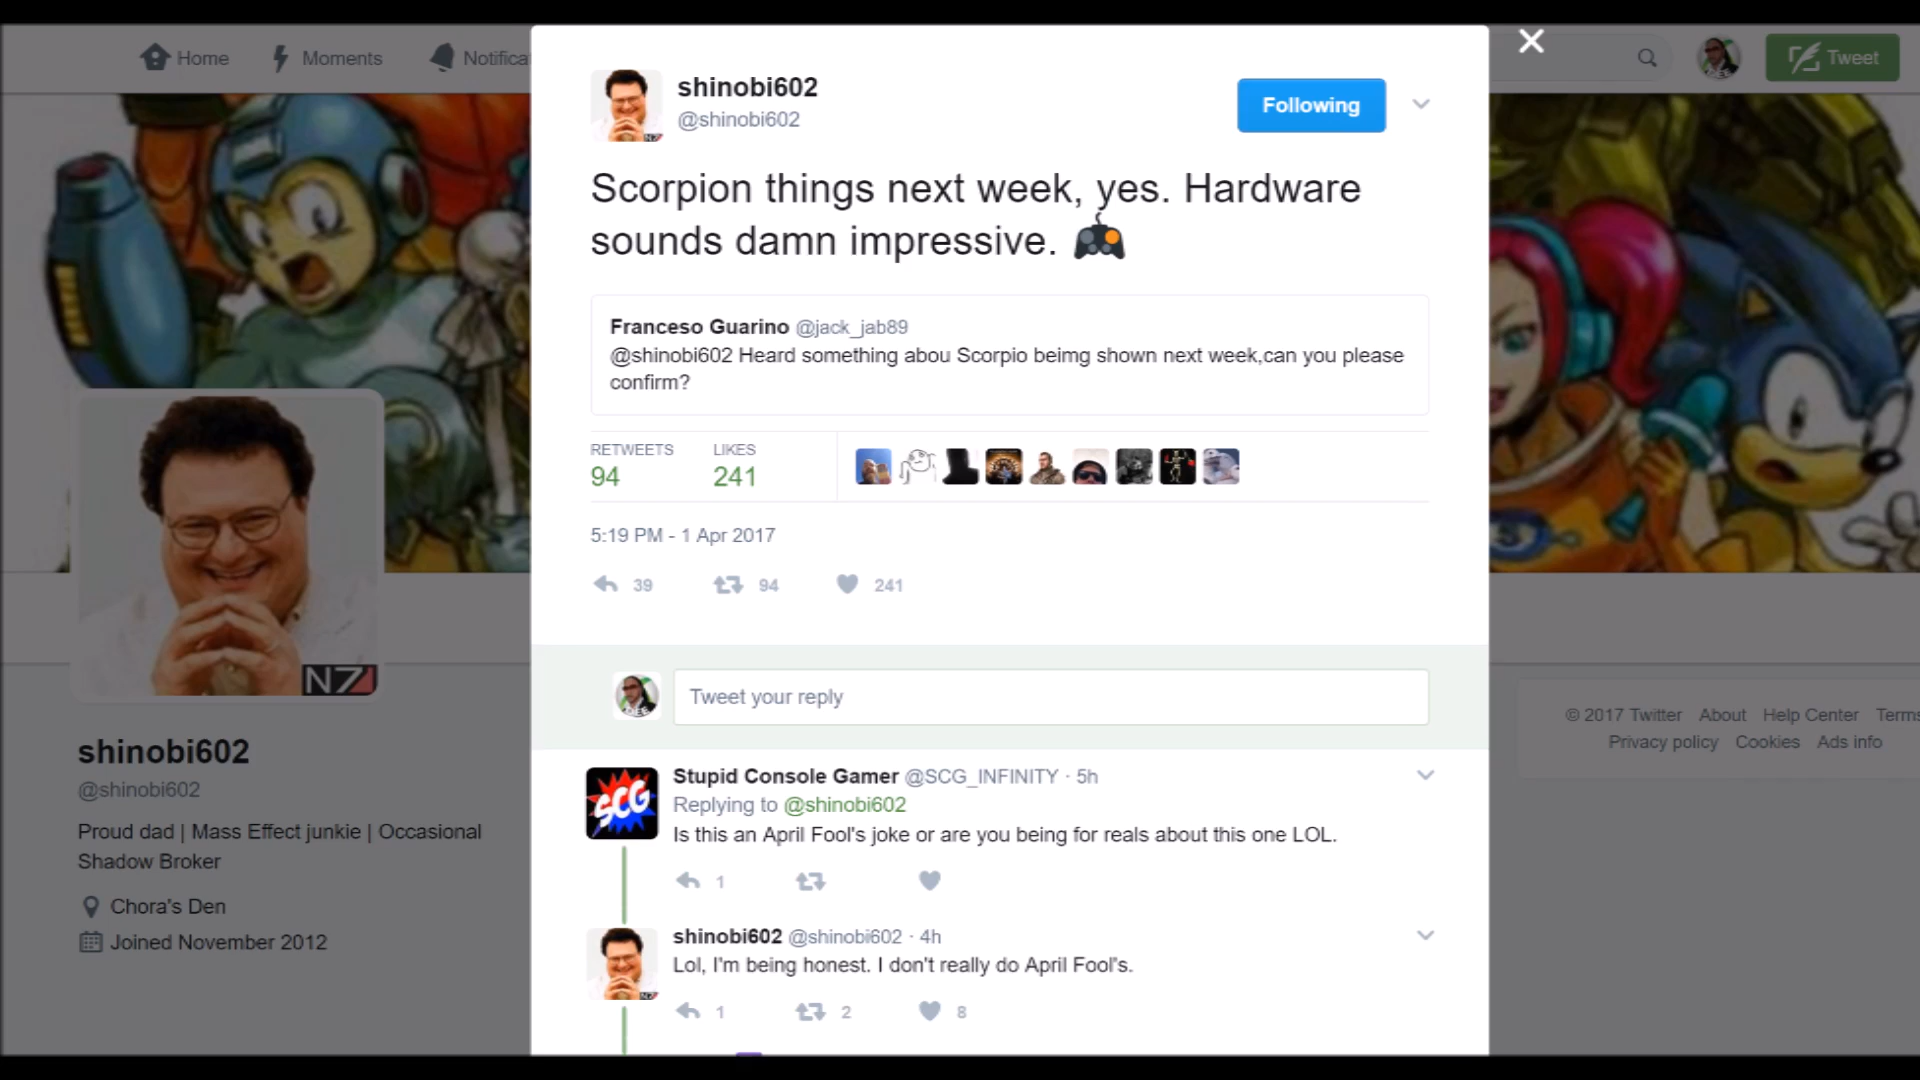 Home
Moments
Notifica
Tweet
shinobi602
@shinobi602
Following
Scorpion things next week, yes. Hardware
sounds damn impressive.
Franceso Guarino @jack_jab89
@shinobi602 Heard something abou Scorpio beimg shown next week,can you please
confirm?
RETWEETS
94
LIKES
241
5:19 PM - 1 Apr 2017
39
94
241
Tweet your reply
Stupid Console Gamer @SCG_INFINITY · 5h
Replying to @shinobi602
Is this an April Fool's joke or are you being for reals about this one LOL.
1
shinobi602 @shinobi602 · 4h
Lol, I'm being honest. I don't really do April Fool's.
1
2
8
SCG
N7
shinobi602
@shinobi602
Proud dad | Mass Effect junkie | Occasional
Shadow Broker
Chora's Den
Joined November 2012
© 2017 Twitter About Help Center Terms
Privacy policy Cookies Ads info